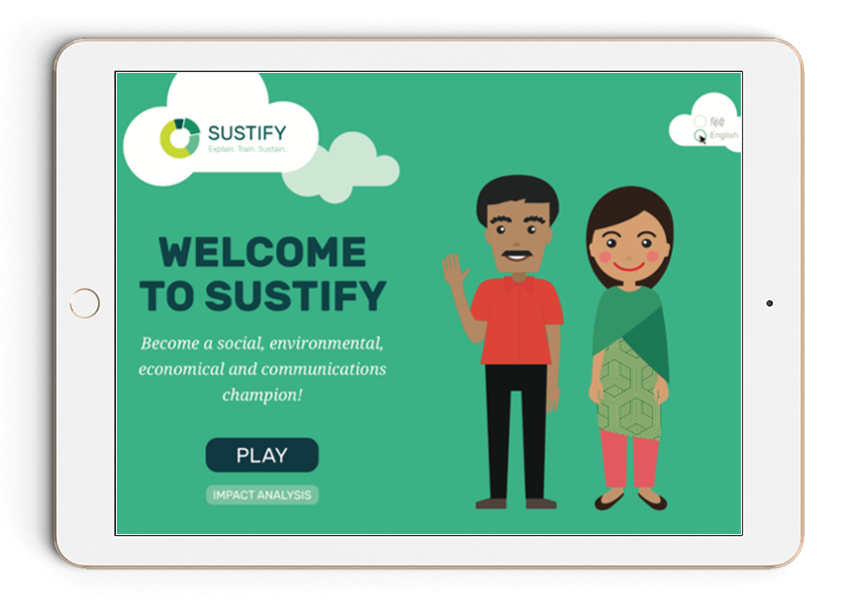 SUSTIFY
Explain. Train. Sustain.
हिंदी
English
WELCOME
TO SUSTIFY
Become a social, environmental,
economical and communications
champion!
PLAY
IMPACT ANALYSIS